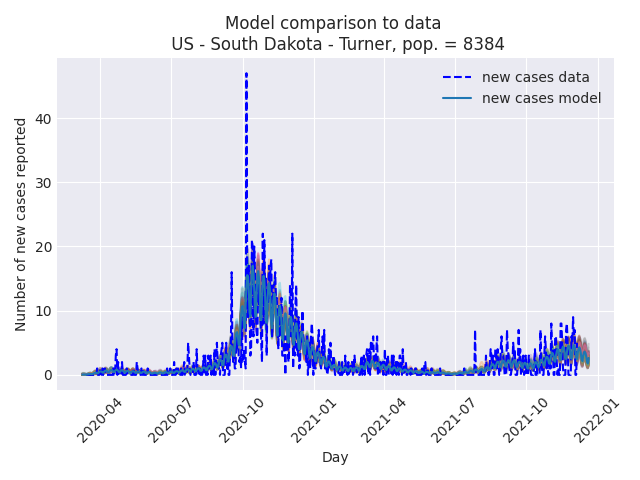 Model comparison to data
US - South Dakota - Turner, pop. = 8384
new cases data
new cases model
Number of new cases reported
40
30
20
10
0
2020-04
2020-07
2020-10
2021-01
2021-04
2021-07
2021-10
2022-01
Day